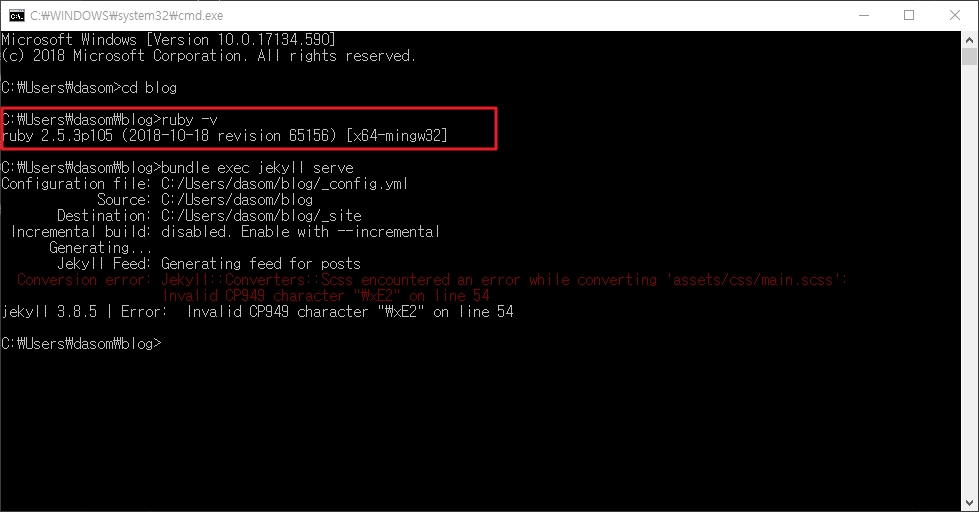 C:₩WINDOWS₩system32₩cmd.exe
Microsoft Windows [Version 10.0.17134.590]
(c) 2018 Microsoft Corporation. All rights reserved.
C:₩Users₩dasom>cd blog
C:₩Users₩dasom₩blog>ruby -v
ruby 2.5.3p105 (2018-10-18 revision 65156) [x64-mingw32]
C:₩Users₩dasom₩blog>bundle exec jekyll serve
Configuration file: C:/Users/dasom/blog/_config.yml
Source: C:/Users/dasom/blog
Destination: C:/Users/dasom/blog/_site
Incremental build: disabled. Enable with --incremental
Generating...
Jekyll Feed: Generating feed for posts
Conversion error: Jekyll::Converters::Scss encountered an error while converting 'assets/css/main.scss':
Invalid CP949 character "₩xE2" on line 54
jekyll 3.8.5 | Error:  Invalid CP949 character "₩xE2" on line 54
C:₩Users₩dasom₩blog>